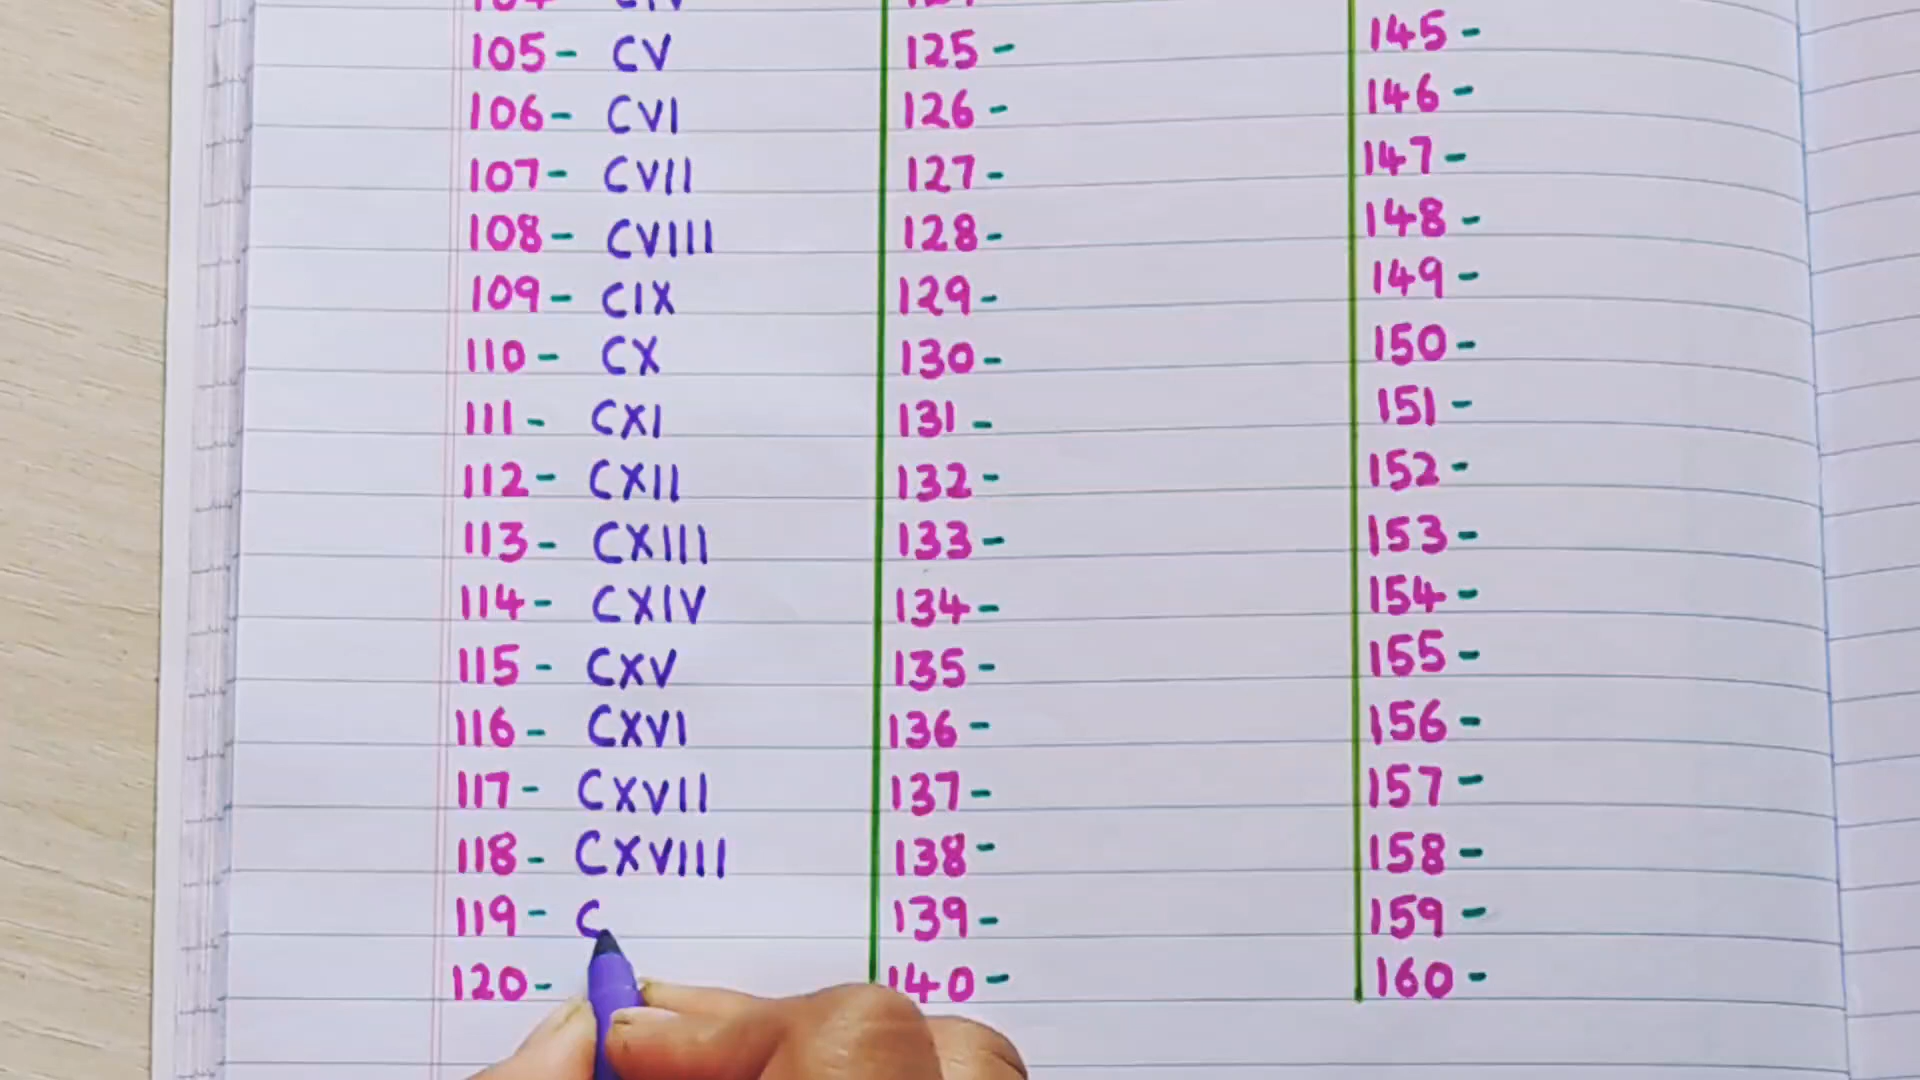 104- CIV
105- CV
106- CVI
107- CVII
108- CVIII
109- CIX
110- CX
111- CXI
112- CXII
113- CXIII
114- CXIV
115- CXV
116- CXVI
117- CXVII
118- CXVIII
119- C
120-
125-
126-
127-
128-
129-
130-
131-
132-
133-
134-
135-
136-
137-
138-
139-
140-
145-
146-
147-
148-
149-
150-
151-
152-
153-
154-
155-
156-
157-
158-
159-
160-